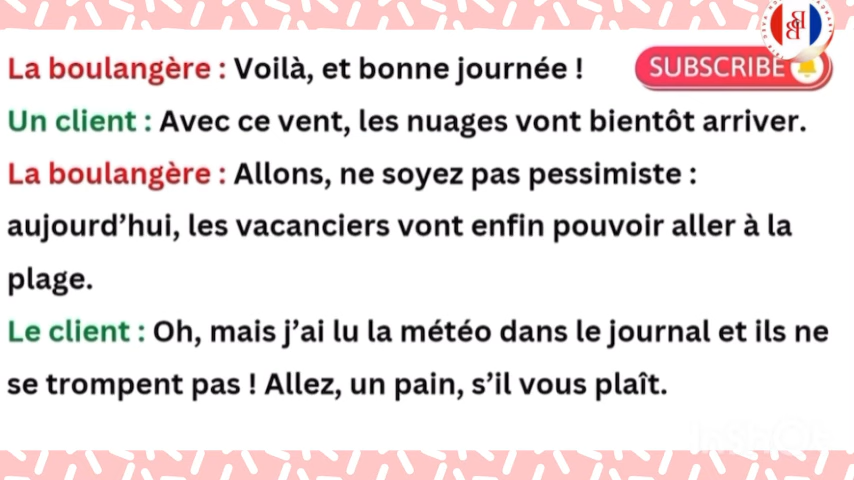 La boulangère : Voilà, et bonne journée !
SUBSCRIBE
Un client : Avec ce vent, les nuages vont bientôt arriver.
La boulangère : Allons, ne soyez pas pessimiste :
aujourd’hui, les vacanciers vont enfin pouvoir aller à la
plage.
Le client : Oh, mais j’ai lu la météo dans le journal et ils ne
se trompent pas ! Allez, un pain, s’il vous plaît.
InShot